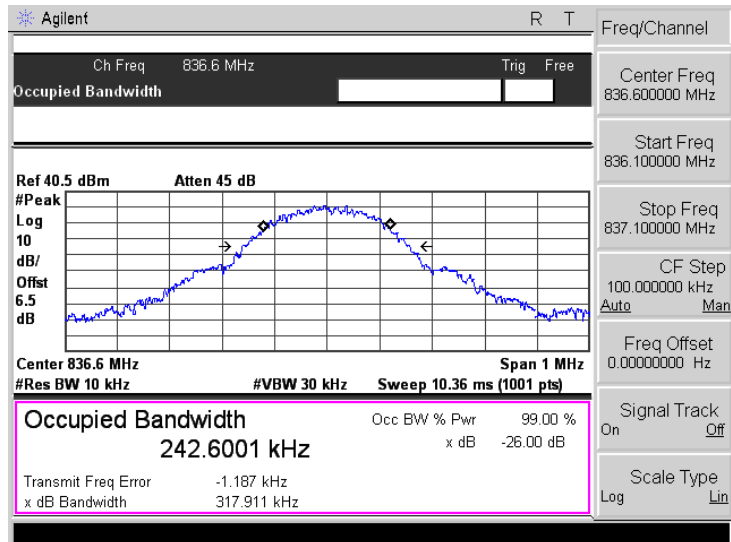 Agilent R T
Ch Freq 836.6 MHz Trig Free
Occupied Bandwidth
Ref 40.5 dBm Atten 45 dB
#Peak
Log
10
dB/
Offst
6.5
dB
Center 836.6 MHz Span 1 MHz
#Res BW 10 kHz #VBW 30 kHz Sweep 10.36 ms (1001 pts)
Occupied Bandwidth
242.6001 kHz
Occ BW % Pwr 99.00 %
x dB -26.00 dB
Transmit Freq Error -1.187 kHz
x dB Bandwidth 317.911 kHz
Freq/Channel
Center Freq
836.600000 MHz
Start Freq
836.100000 MHz
Stop Freq
837.100000 MHz
CF Step
100.000000 kHz
Auto Man
Freq Offset
0.00000000 Hz
Signal Track
On Off
Scale Type
Log Lin